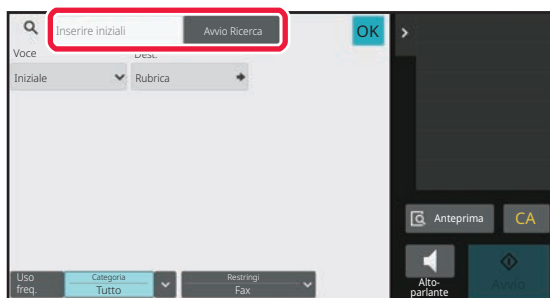 Inserire iniziali
Avvio Ricerca
OK
Voce
Dest.
Iniziale
Rubrica
Anteprima
CA
Uso
freq.
Categoria
Tutto
Restringi
Fax
Alto-
parlante
Avvio